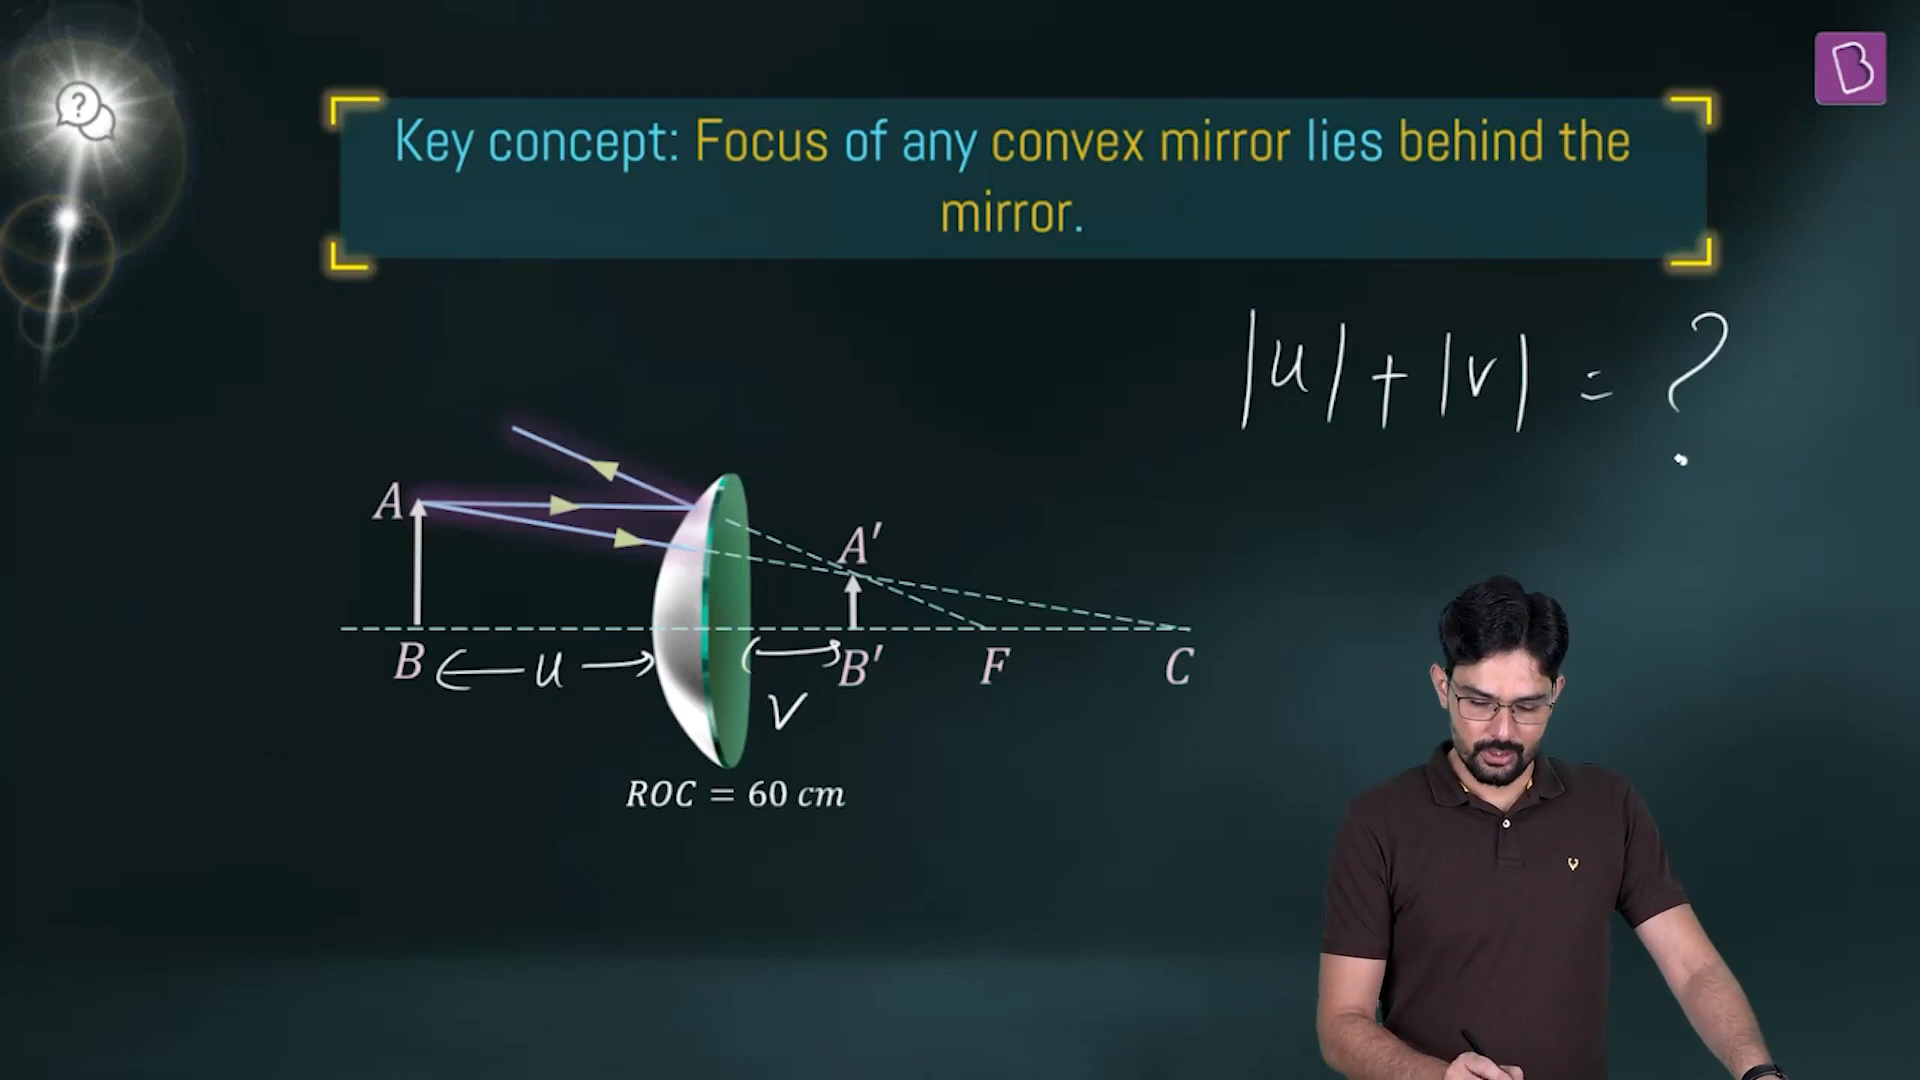 ?
B
Key concept: Focus of any convex mirror lies behind the
mirror.
|u| + |v| = ?
A
A'
B
u
B'
F
C
v
ROC = 60 cm